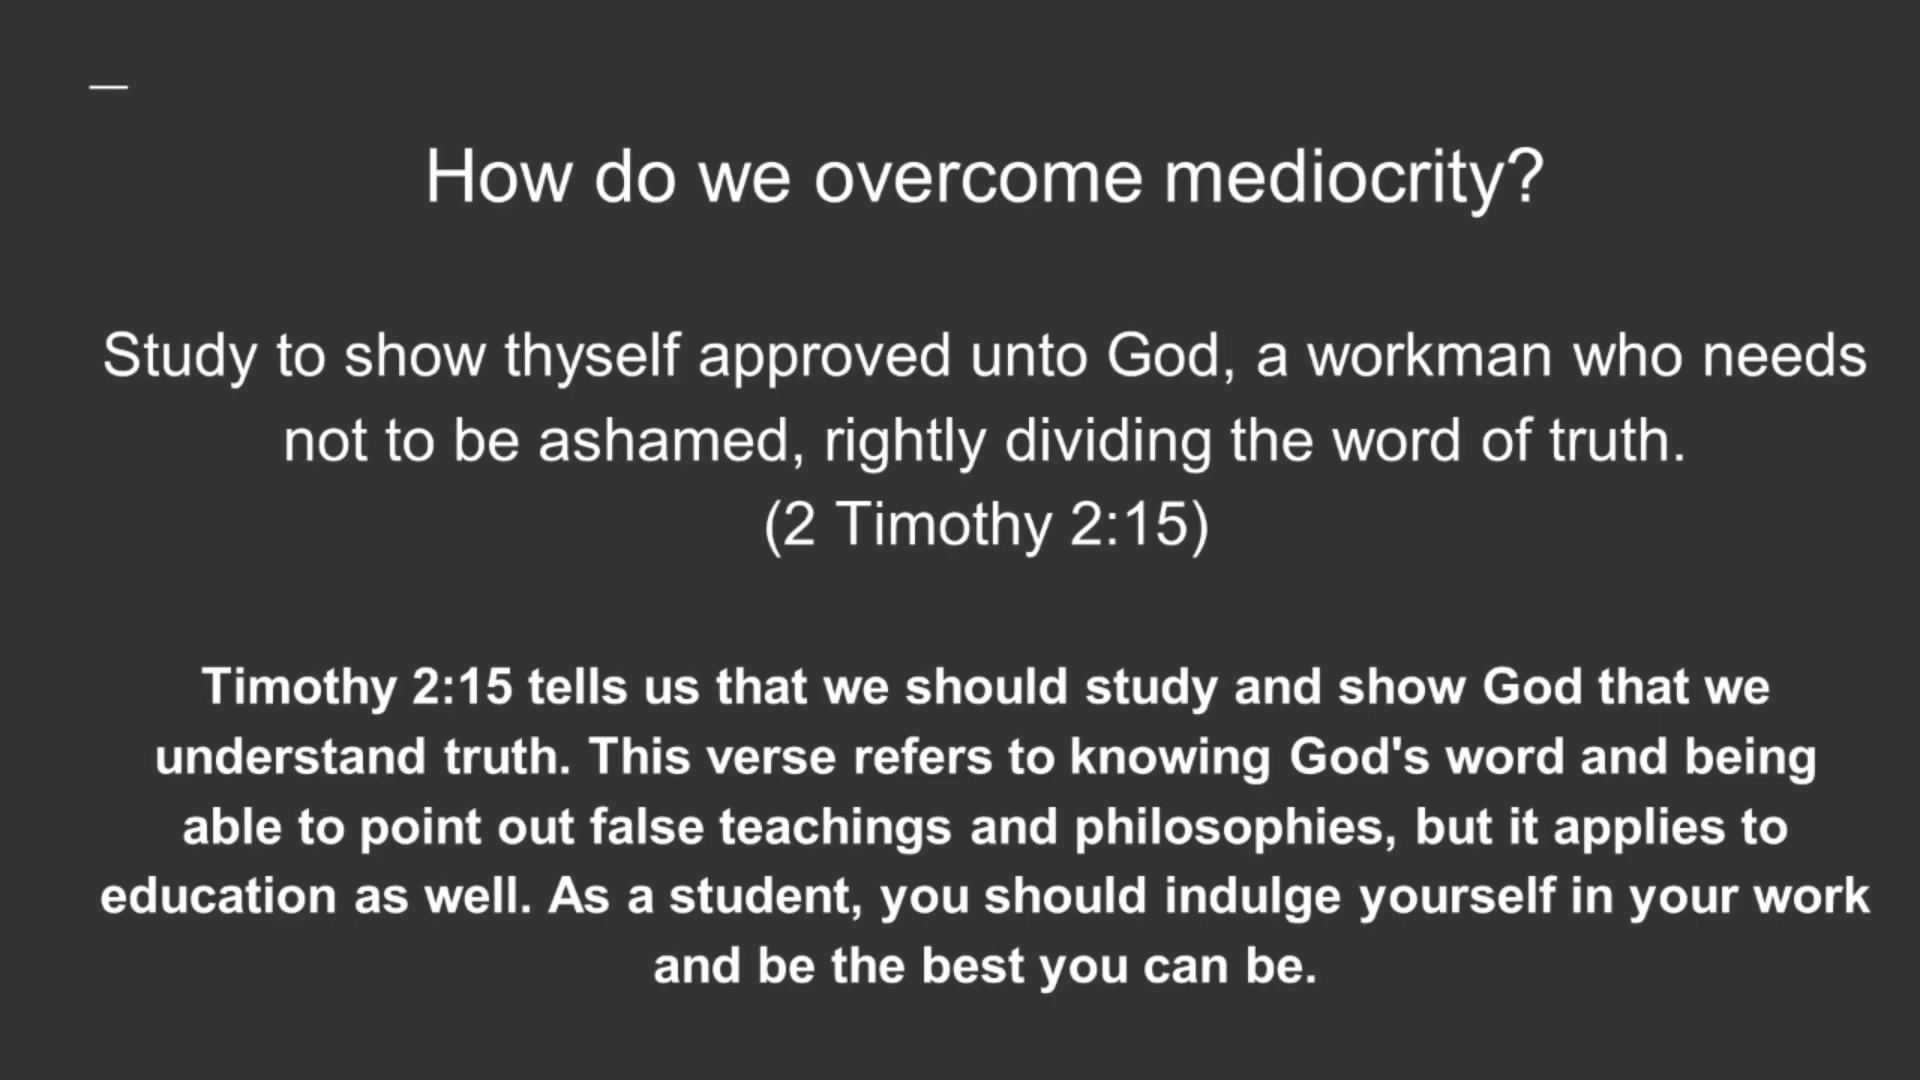 How do we overcome mediocrity?
Study to show thyself approved unto God, a workman who needs
not to be ashamed, rightly dividing the word of truth.
(2 Timothy 2:15)
Timothy 2:15 tells us that we should study and show God that we
understand truth. This verse refers to knowing God's word and being
able to point out false teachings and philosophies, but it applies to
education as well. As a student, you should indulge yourself in your work
and be the best you can be.